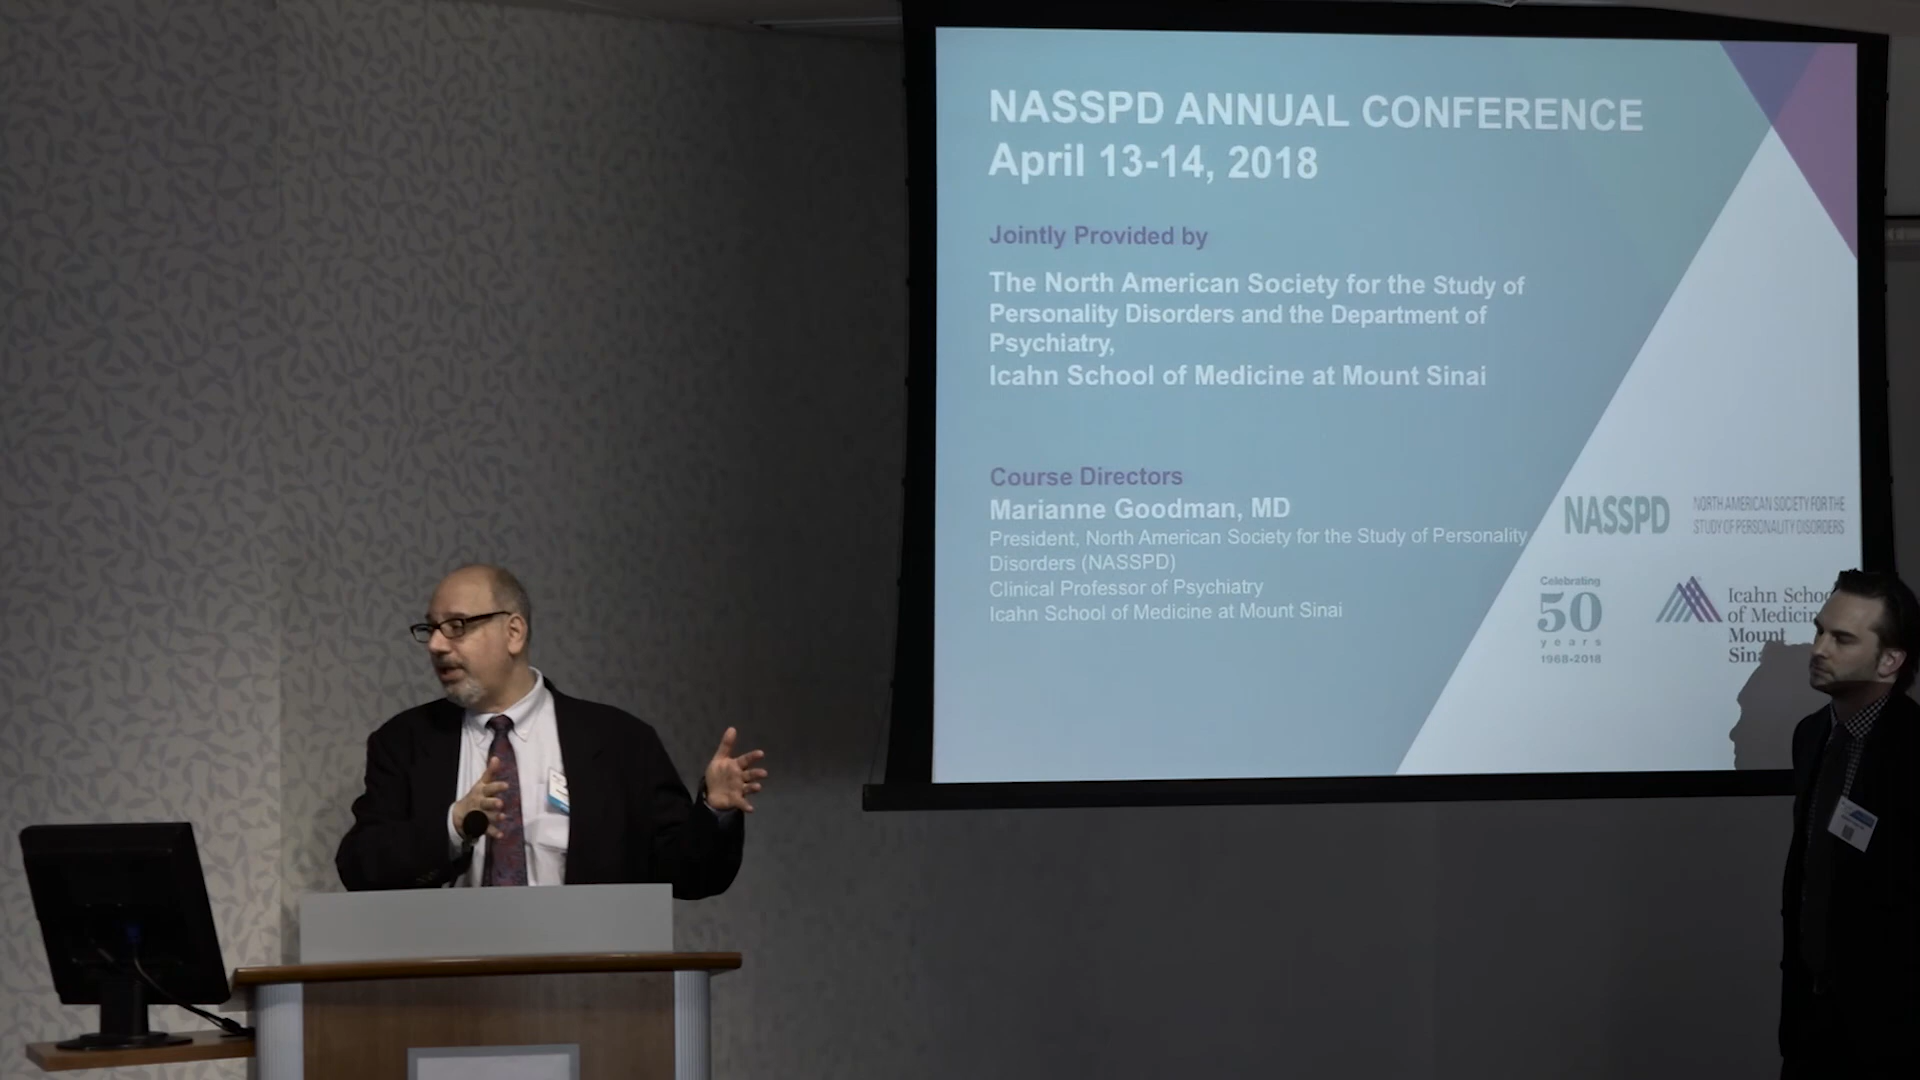 NASSPD ANNUAL CONFERENCE
April 13-14, 2018
Jointly Provided by
The North American Society for the Study of
Personality Disorders and the Department of
Psychiatry,
Icahn School of Medicine at Mount Sinai
Course Directors
Marianne Goodman, MD
President, North American Society for the Study of Personality
Disorders (NASSPD)
Clinical Professor of Psychiatry
Icahn School of Medicine at Mount Sinai
NASSPD
NORTH AMERICAN SOCIETY FOR THE
STUDY OF PERSONALITY DISORDERS
Celebrating
50
years
1968-2018
Icahn Schoo
of Medicin
Mount
Sina